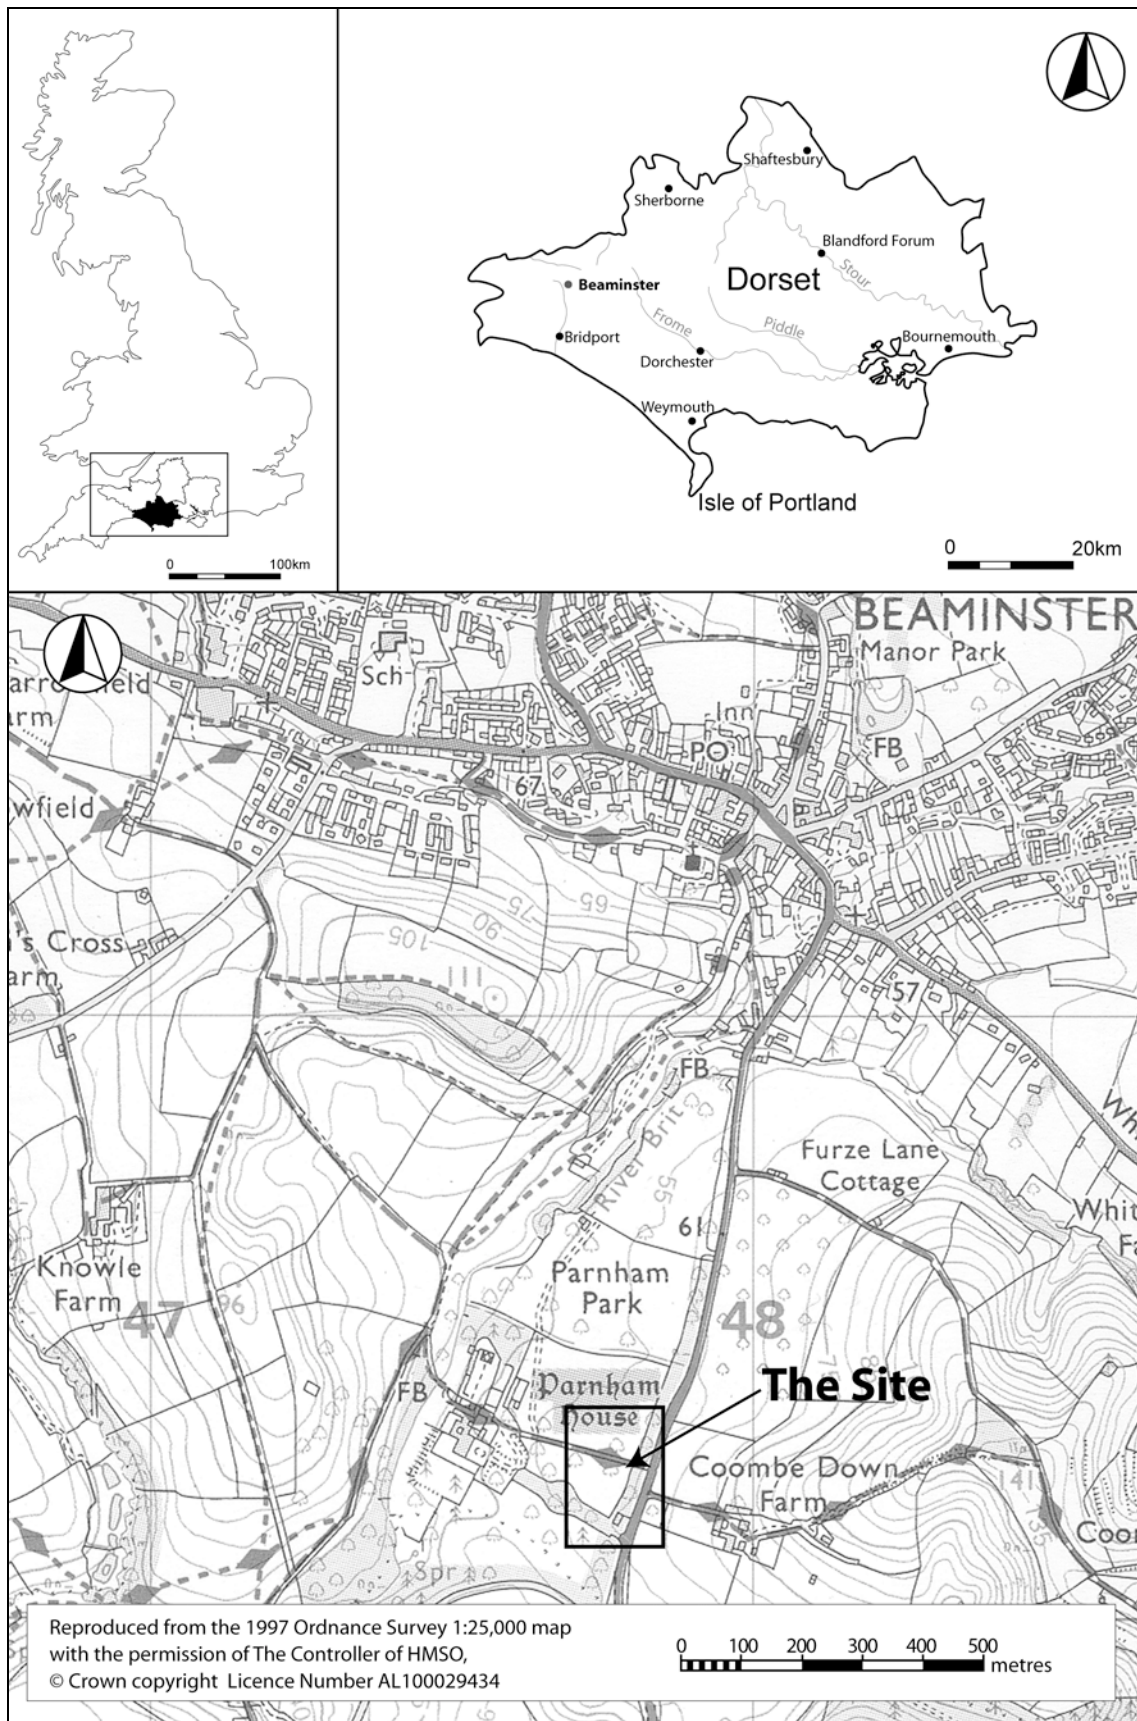 0
100km
Shaftesbury
Sherborne
Blandford Forum
Stour
Beaminster
Dorset
Frome
Piddle
Bridport
Bournemouth
Dorchester
Weymouth
Isle of Portland
0
20km
BEAMINSTER
Manor Park
Sch
Inn
PO
FB
67
65
75
90
105
111
57
FB
River Brit
55
61
Furze Lane
Cottage
Knowle
Farm
47
96
Parnham
Park
48
The Site
Parnham
House
FB
Coombe Down
Farm
141
Spr
Reproduced from the 1997 Ordnance Survey 1:25,000 map
with the permission of The Controller of HMSO,
© Crown copyright Licence Number AL100029434
0 100 200 300 400 500
metres